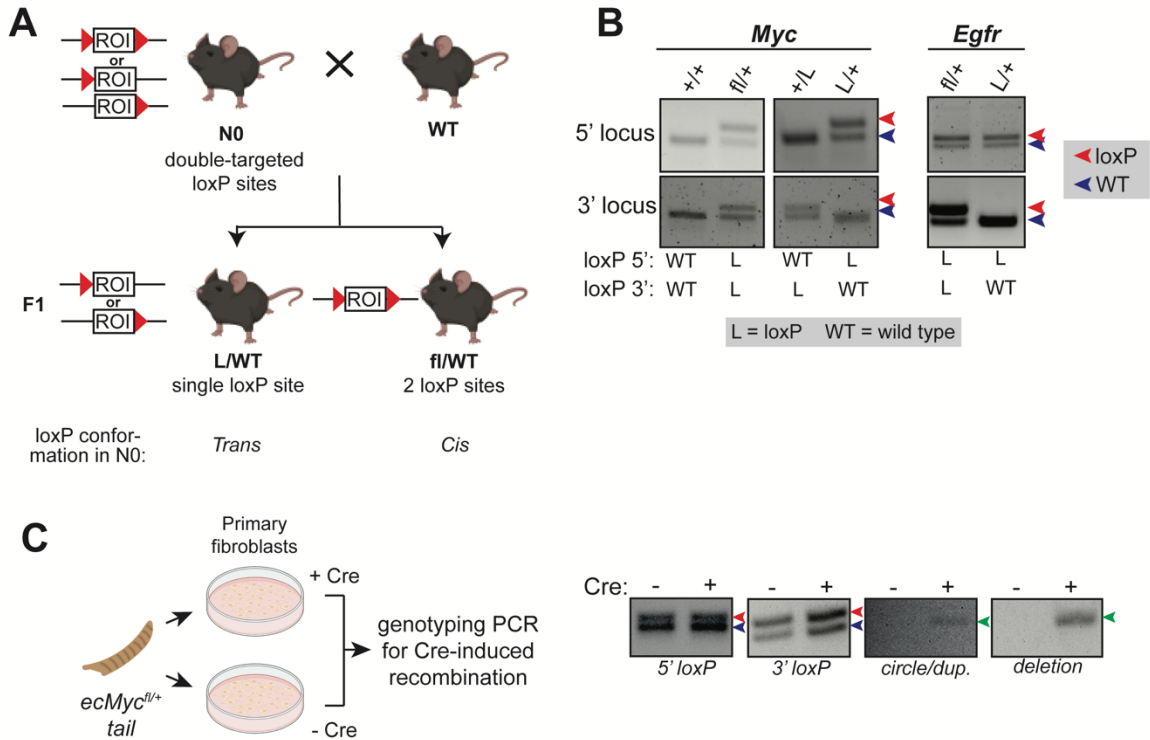 A
ROI
or
ROI
ROI
N0
double-targeted
loxP sites
WT
F1
ROI
or
ROI
L/WT
single loxP site
ROI
fl/WT
2 loxP sites
loxP confor-
mation in N0:
Trans
Cis
B
Myc
Egfr
+/+
fl/+
+/L
L/+
fl/+
L/+
5' locus
3' locus
loxP
WT
loxP 5': WT L WT L L L
loxP 3': WT L L WT L WT
L = loxP WT = wild type
C
Primary
fibroblasts
+ Cre
- Cre
ecMycfl/+
tail
genotyping PCR
for Cre-induced
recombination
Cre: - + - + - + - +
5' loxP
3' loxP
circle/dup.
deletion